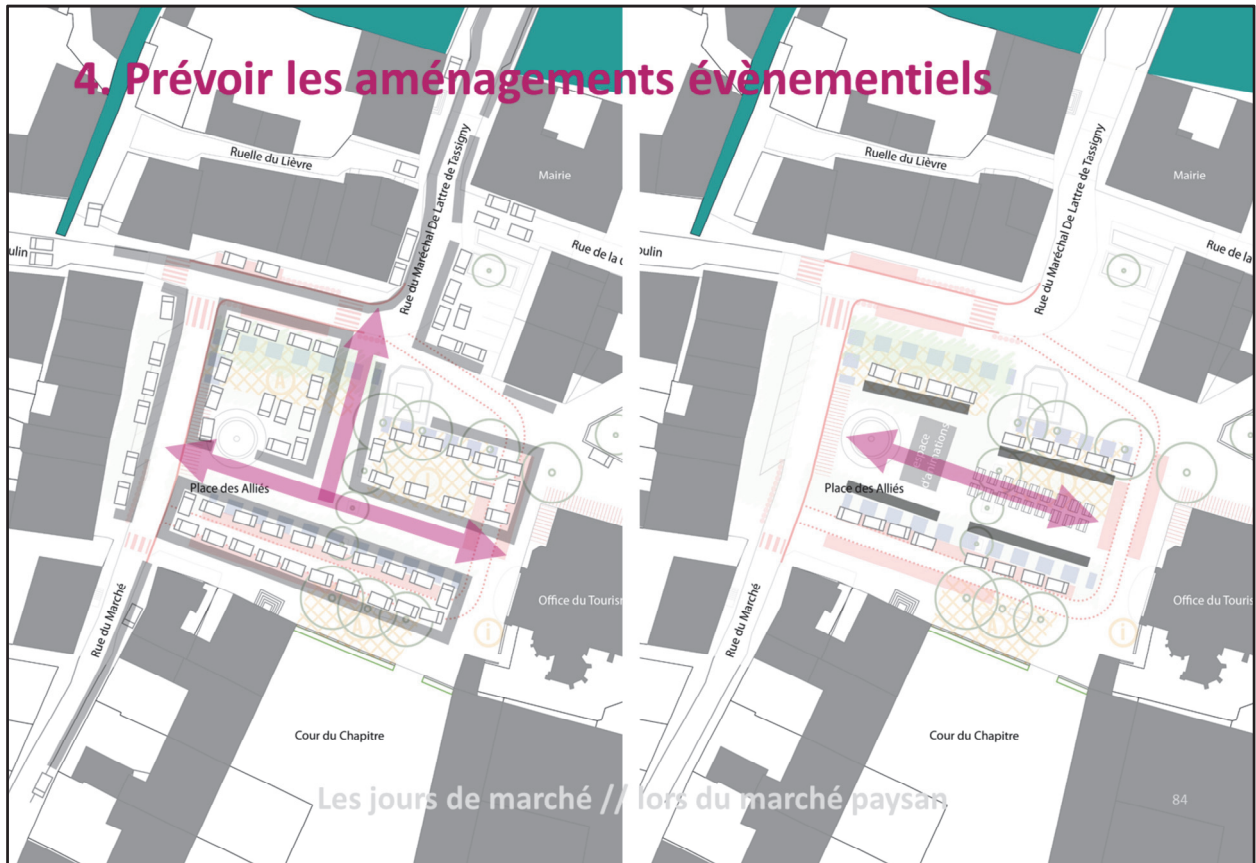 4. Prévoir les aménagements évènementiels
Ruelle du Lièvre
Rue du Maréchal De Lattre de Tassigny
Mairie
Rue de la
oulin
A
Place des Alliés
Rue du Marché
Office du Touris
i
Cour du Chapitre
Ruelle du Lièvre
Rue du Maréchal De Lattre de Tassigny
Mairie
Rue de la
oulin
d'animations
Place des Alliés
Rue du Marché
Office du Touris
i
Cour du Chapitre
Les jours de marché // lors du marché paysan
84